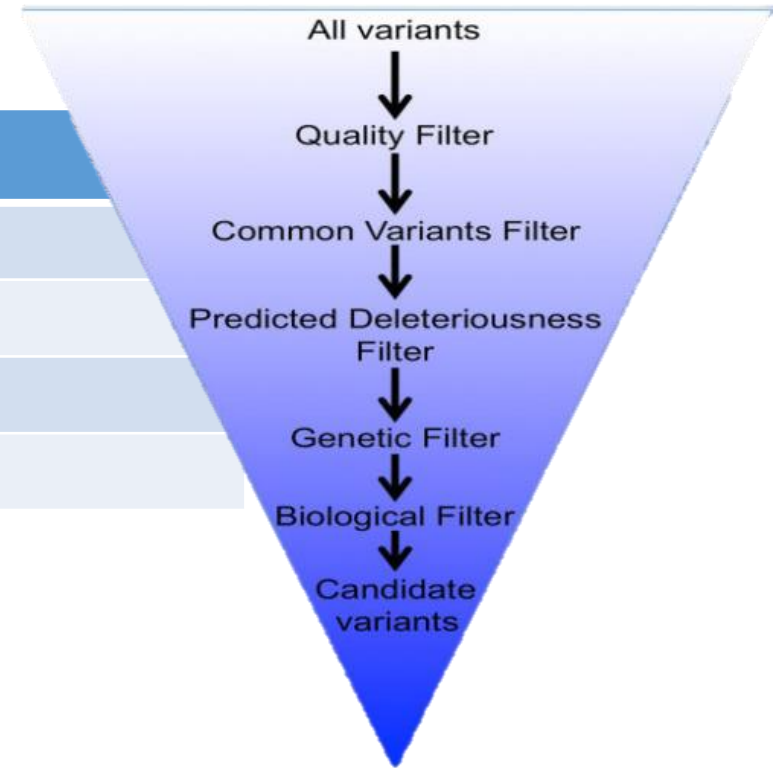 All variants
Quality Filter
Common Variants Filter
Predicted Deleteriousness
Filter
Genetic Filter
Biological Filter
Candidate
variants